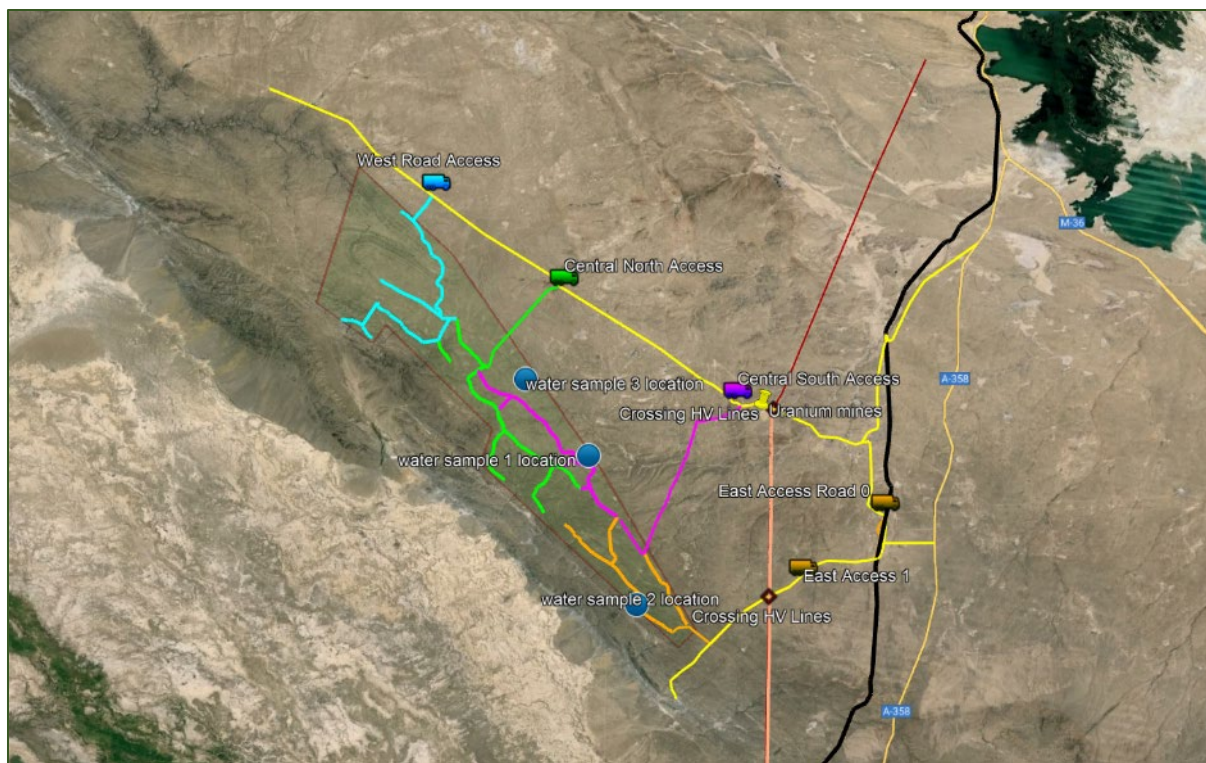 West Road Access
M-36
Central North Access
A-358
water sample 3 location
Central South Access
Crossing HV Lines
Uranium mines
water sample 1 location
East Access Road 0
East Access 1
water sample 2 location
Crossing HV Lines
A-358